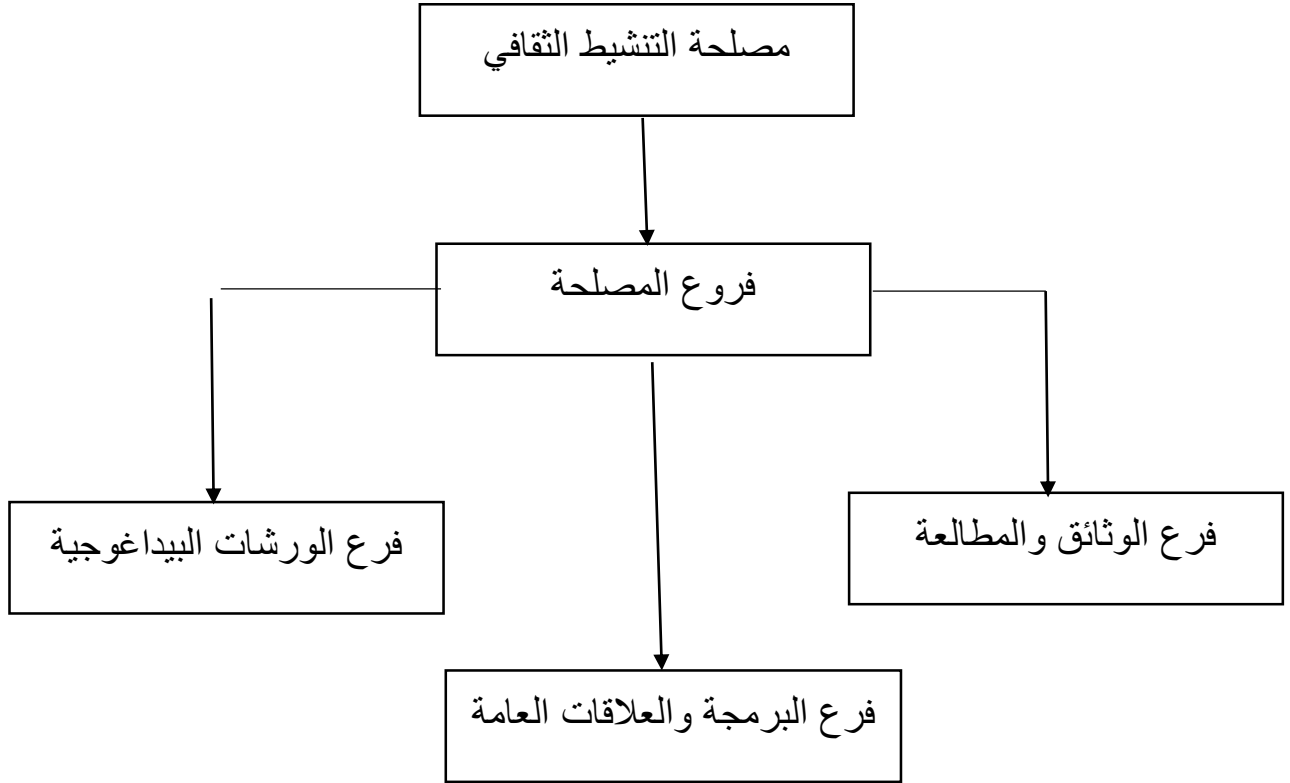 مصلحة التنشيط الثقافي
فروع المصلحة
فرع الوثائق والمطالعة
فرع الورشات البيداغوجية
فرع البرمجة والعلاقات العامة